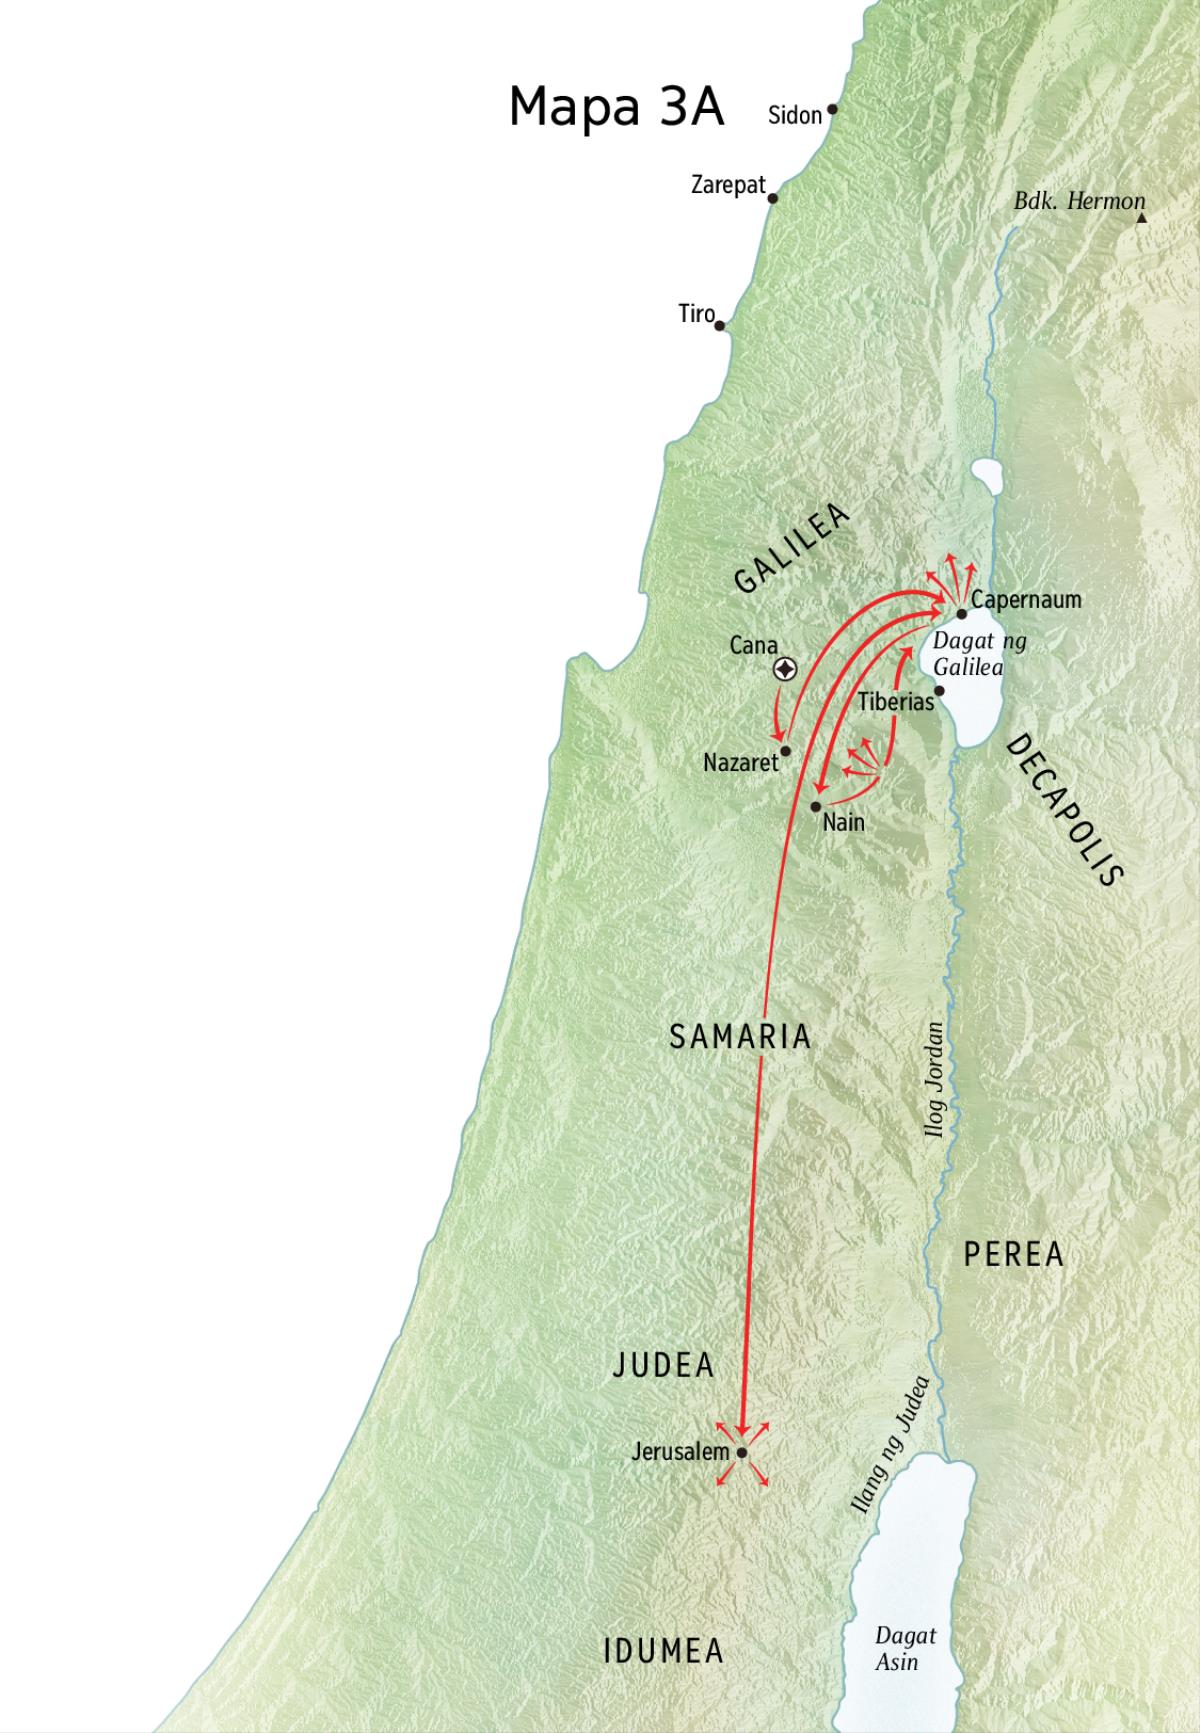 Mapa 3A
Sidon
Zarepat
Bdk. Hermon
Tiro
GALILEA
Capernaum
Cana
Dagat ng
Galilea
Tiberias
Nazaret
DECAPOLIS
Nain
SAMARIA
Ilog Jordan
PEREA
JUDEA
Ilang ng Judea
Jerusalem
IDUMEA
Dagat
Asin